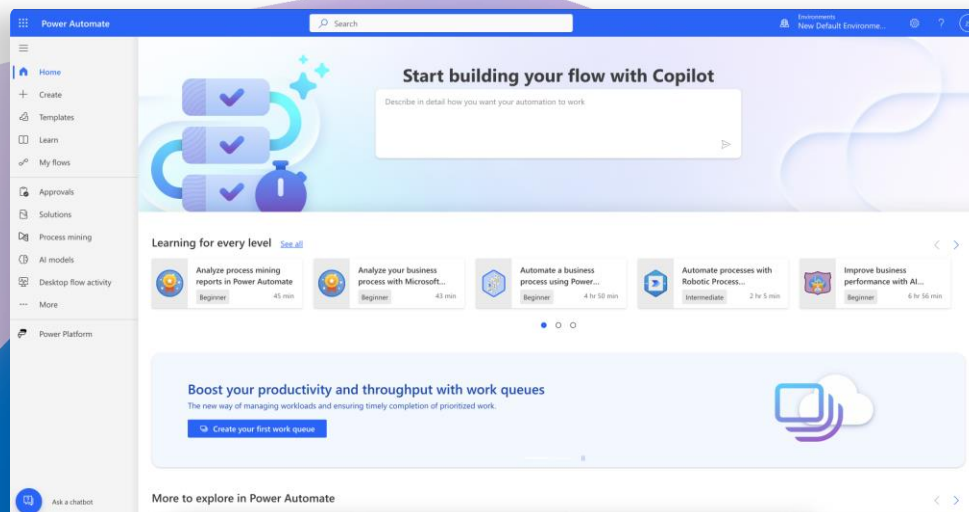 Power Automate
Search
Environments
New Default Environme...
Home
Create
Templates
Learn
My flows
Approvals
Solutions
Process mining
AI models
Desktop flow activity
More
Power Platform
Ask a chatbot
Start building your flow with Copilot
Describe in detail how you want your automation to work
Learning for every level See all
Analyze process mining
reports in Power Automate
Beginner 45 min
Analyze your business
process with Microsoft...
Beginner 43 min
Automate a business
process using Power...
Beginner 4 hr 50 min
Automate processes with
Robotic Process...
Intermediate 2 hr 5 min
Improve business
performance with AI...
Beginner 6 hr 56 min
Boost your productivity and throughput with work queues
The new way of managing workloads and ensuring timely completion of prioritized work.
Create your first work queue
More to explore in Power Automate